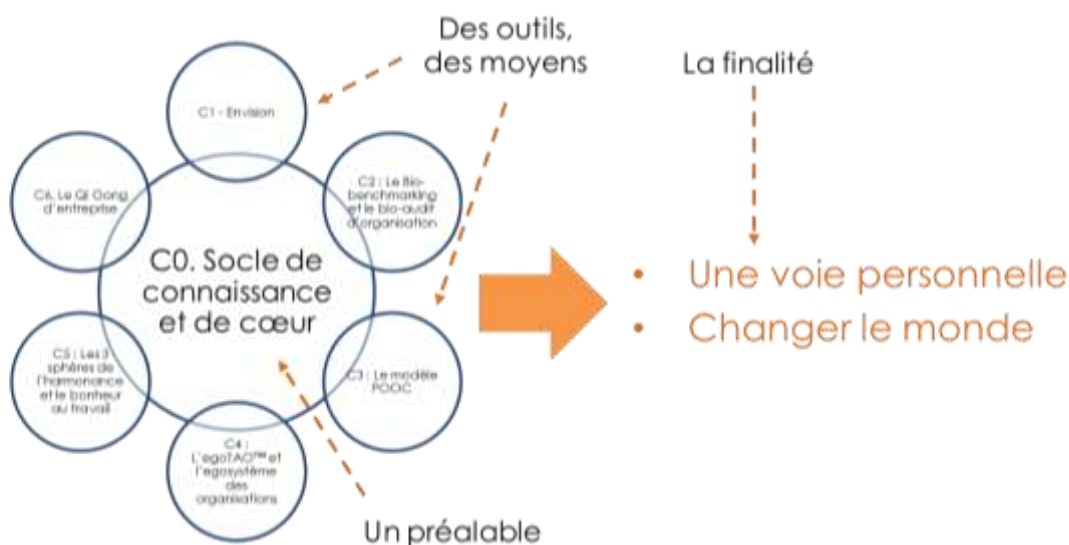 Des outils,
des moyens
La finalité
C1 - Envision
C6. Le Qi Gong
d'entreprise
C2 : Le Bio-
benchmarking
et le bio-audit
d'organisation
C0. Socle de
connaissance
et de cœur
• Une voie personnelle
• Changer le monde
C5 : Les 3
sphères de
l'harmonance
et le bonheur
au travail
C3 : Le modèle
POOC
C4 :
L'egoTAO™ et
l'egosystème
des
organisations
Un préalable